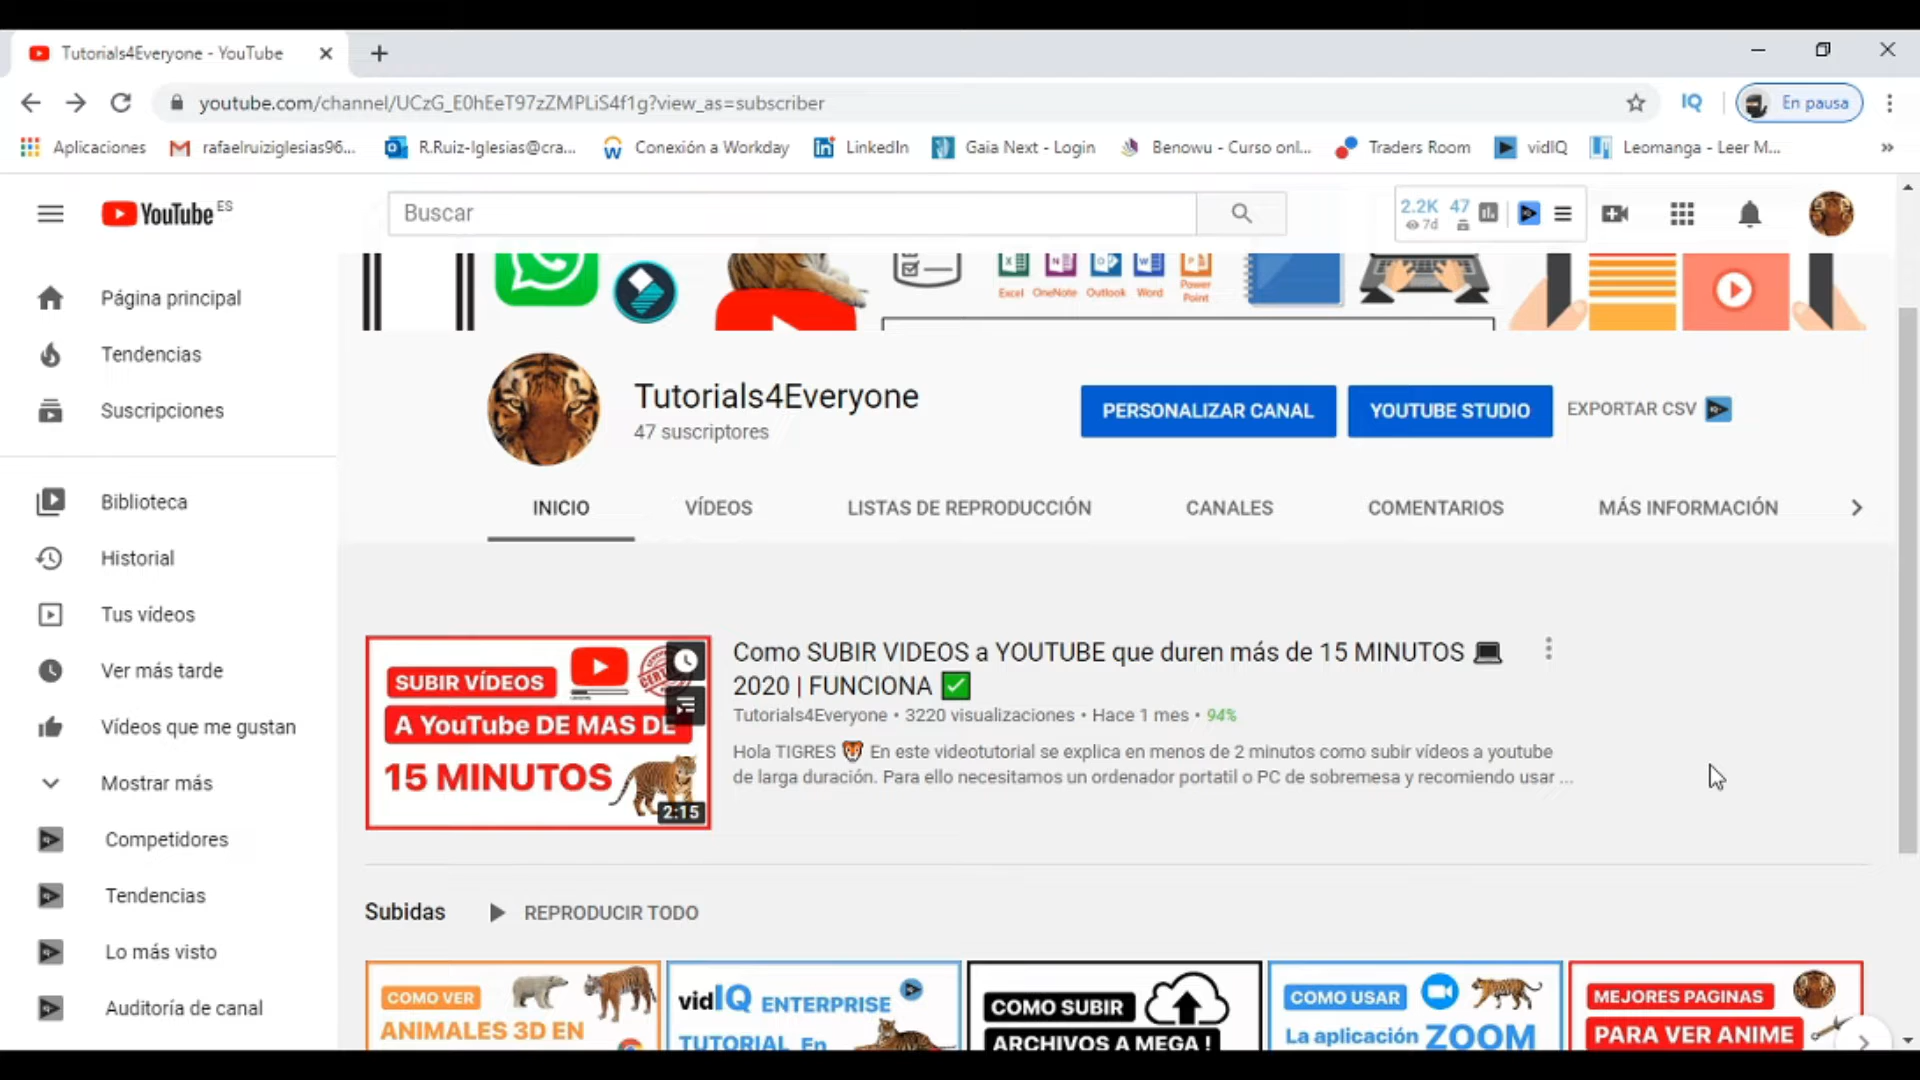 Tutorials4Everyone - YouTube
youtube.com/channel/UCzG_E0hEeT97zZMPLiS4f1g?view_as=subscriber
IQ
En pausa
Aplicaciones
rafaelruiziglesias96...
R.Ruiz-Iglesias@cra...
Conexión a Workday
LinkedIn
Gaia Next - Login
Benowu - Curso onl...
Traders Room
vidIQ
Leomanga - Leer M...
»
YouTube ES
Buscar
2.2K 47
7d
Excel OneNote Outlook Word Power Point
Página principal
Tendencias
Suscripciones
Biblioteca
Historial
Tus vídeos
Ver más tarde
Vídeos que me gustan
Mostrar más
Competidores
Tendencias
Lo más visto
Auditoría de canal
Tutorials4Everyone
47 suscriptores
PERSONALIZAR CANAL
YOUTUBE STUDIO
EXPORTAR CSV
INICIO
VÍDEOS
LISTAS DE REPRODUCCIÓN
CANALES
COMENTARIOS
MÁS INFORMACIÓN
SUBIR VÍDEOS
A YouTube DE MAS DE
15 MINUTOS
2:15
Como SUBIR VIDEOS a YOUTUBE que duren más de 15 MINUTOS 💻
2020 | FUNCIONA ✅
Tutorials4Everyone • 3220 visualizaciones • Hace 1 mes • 94%
Hola TIGRES 🐯 En este videotutorial se explica en menos de 2 minutos como subir vídeos a youtube
de larga duración. Para ello necesitamos un ordenador portatil o PC de sobremesa y recomiendo usar ...
Subidas
REPRODUCIR TODO
COMO VER
ANIMALES 3D EN
vidIQ ENTERPRISE
TUTORIAL En
COMO SUBIR
ARCHIVOS A MEGA !
COMO USAR
La aplicación ZOOM
MEJORES PAGINAS
PARA VER ANIME